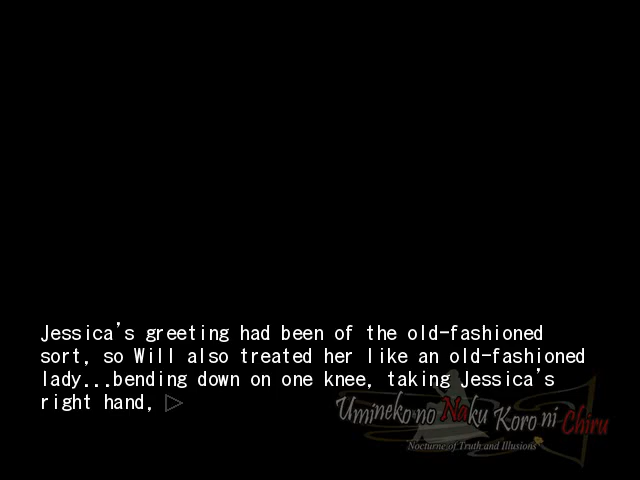 Jessica's greeting had been of the old-fashioned
sort, so Will also treated her like an old-fashioned
lady...bending down on one knee, taking Jessica's
right hand,
Umineko no Naku Koro ni Chiru
Nocturne of Truth and Illusions